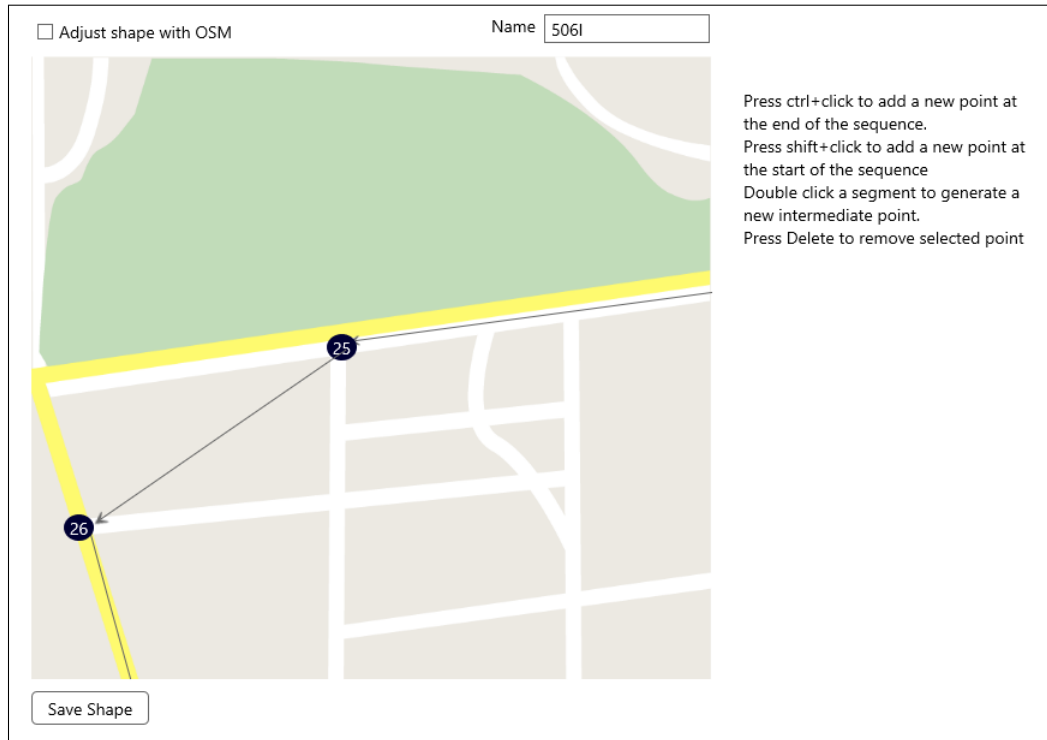 Adjust shape with OSM
Name 506I
Press ctrl+click to add a new point at
the end of the sequence.
Press shift+click to add a new point at
the start of the sequence
Double click a segment to generate a
new intermediate point.
Press Delete to remove selected point
25
26
Save Shape